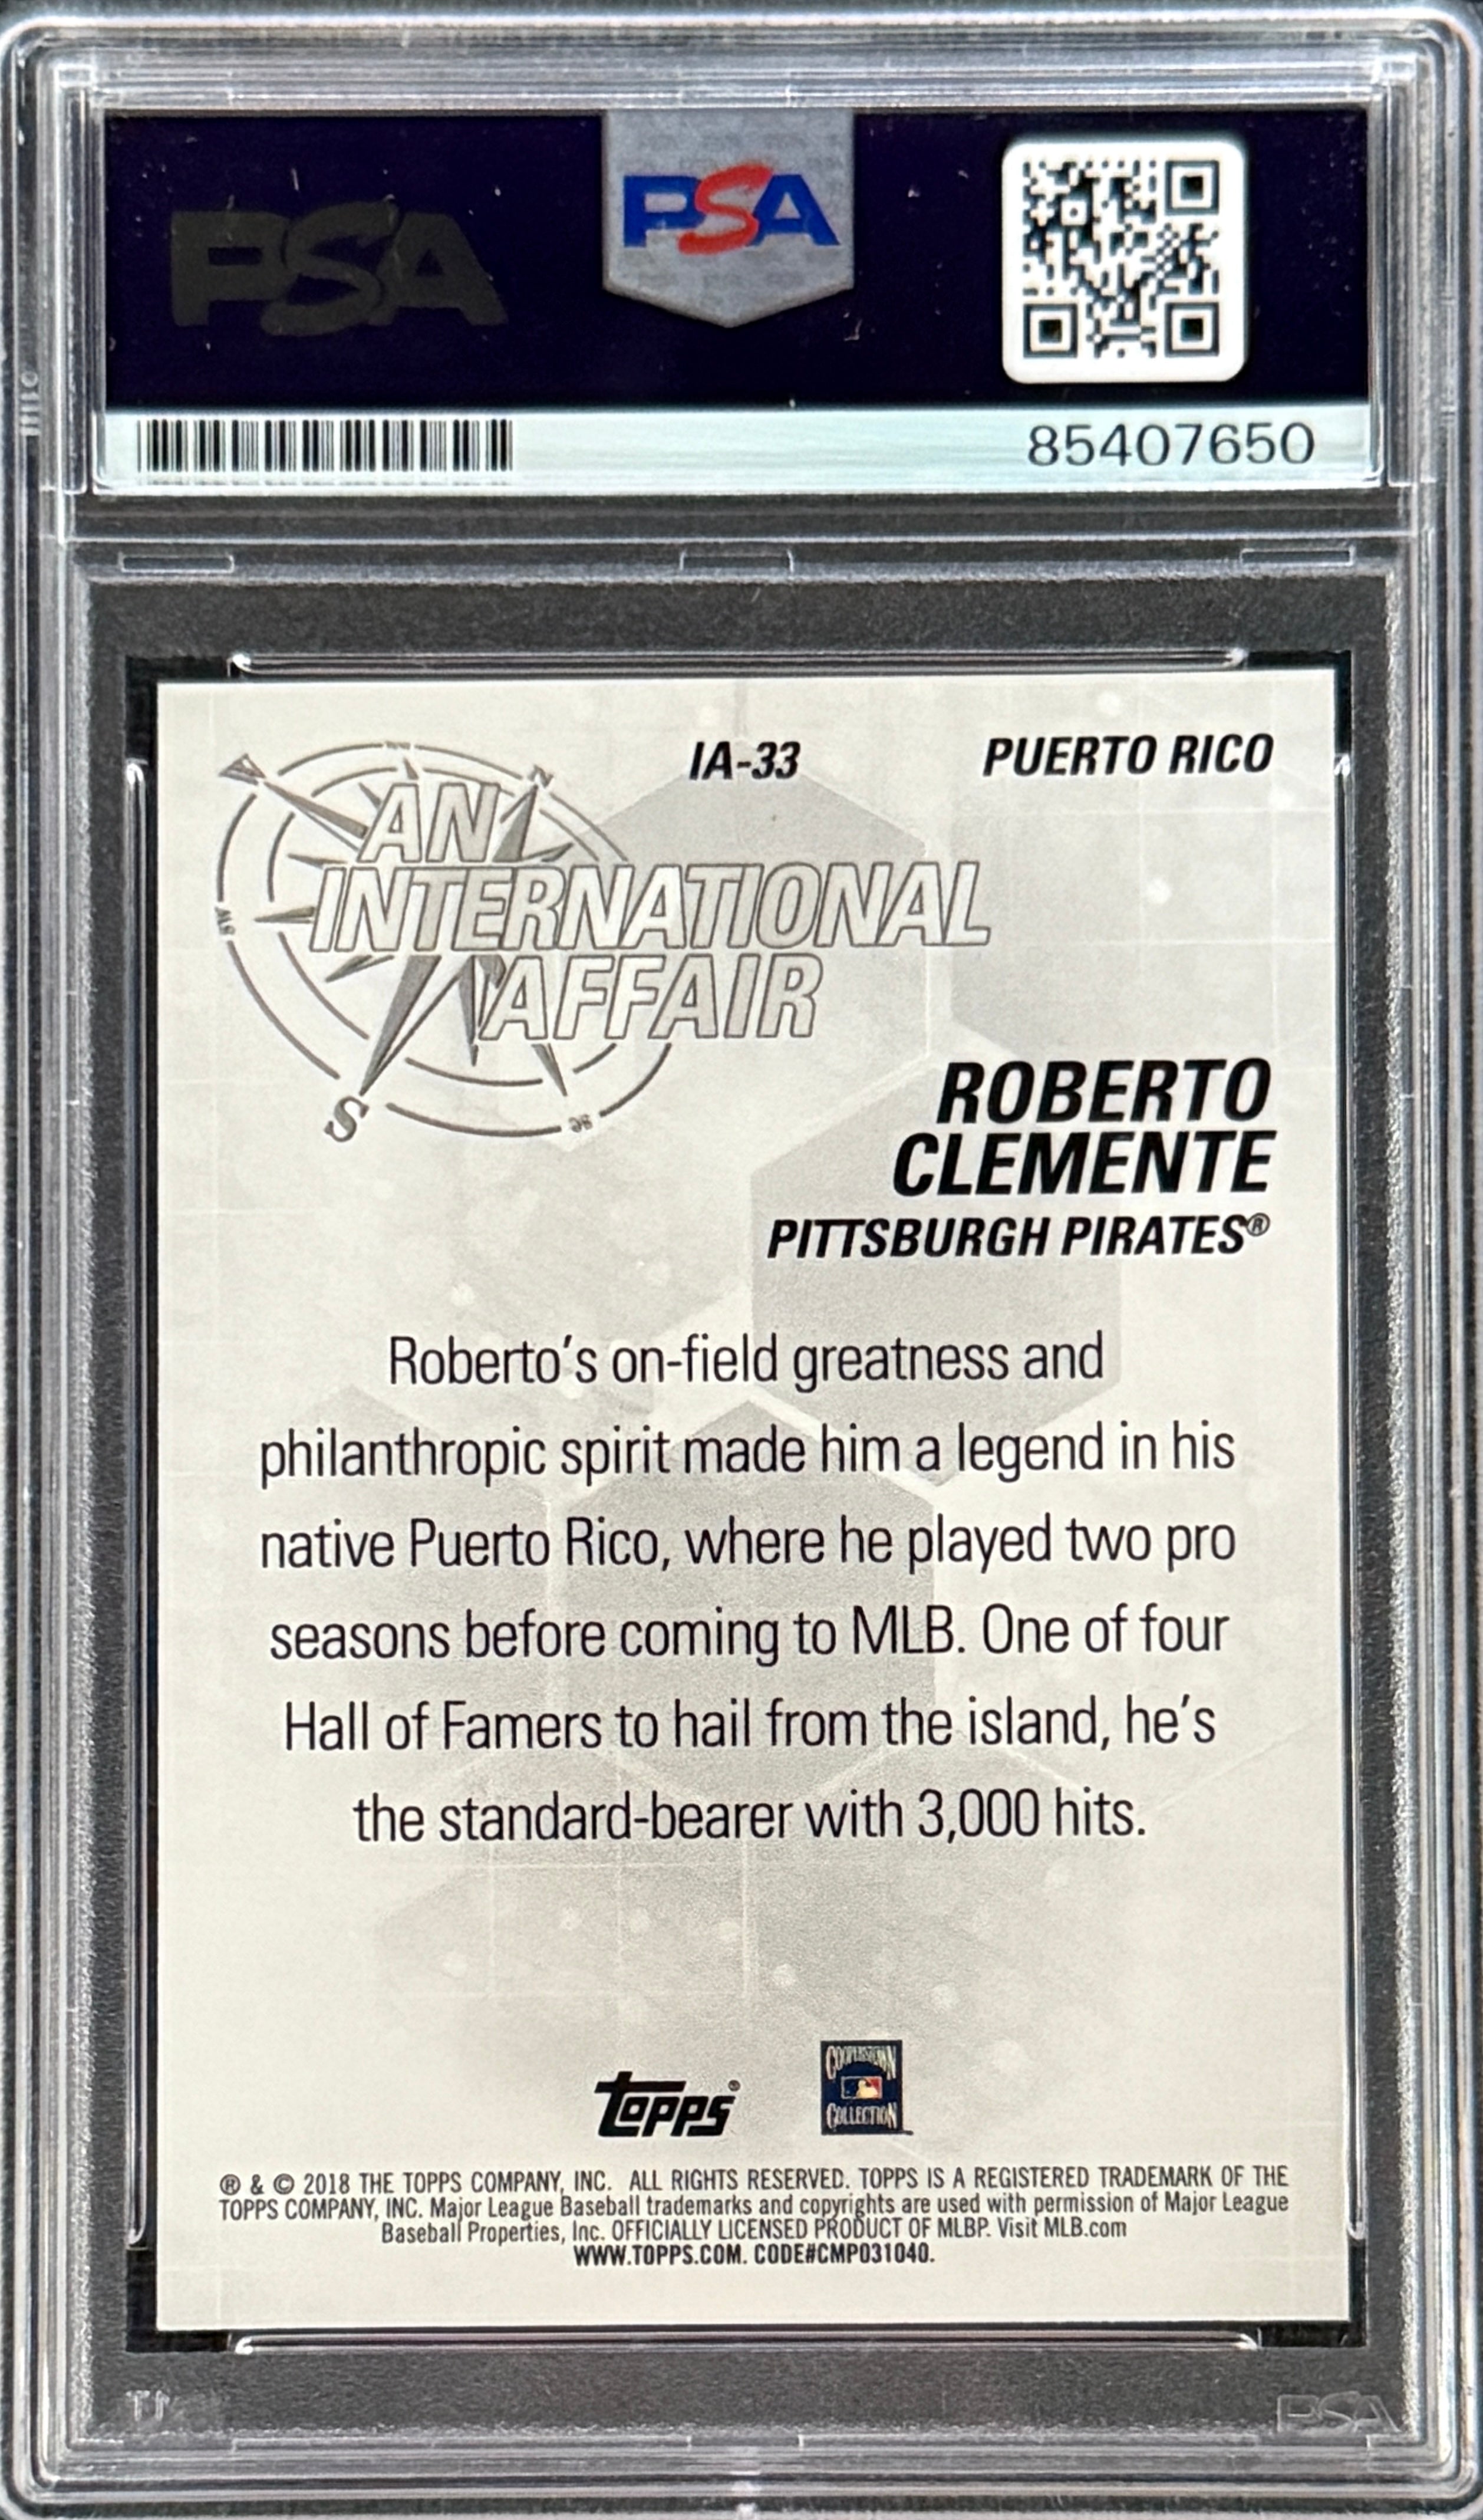 PSA
PSA
85407650
IA-33
PUERTO RICO
AN
INTERNATIONAL
AFFAIR
N
S
ROBERTO
CLEMENTE
PITTSBURGH PIRATES®
Roberto's on-field greatness and
philanthropic spirit made him a legend in his
native Puerto Rico, where he played two pro
seasons before coming to MLB. One of four
Hall of Famers to hail from the island, he's
the standard-bearer with 3,000 hits.
TOPPS®
COOPERSTOWN
COLLECTION
® & © 2018 THE TOPPS COMPANY, INC. ALL RIGHTS RESERVED. TOPPS IS A REGISTERED TRADEMARK OF THE
TOPPS COMPANY, INC. Major League Baseball trademarks and copyrights are used with permission of Major League
Baseball Properties, Inc. OFFICIALLY LICENSED PRODUCT OF MLBP. Visit MLB.com
WWW.TOPPS.COM. CODE#CMP031040.
PSA